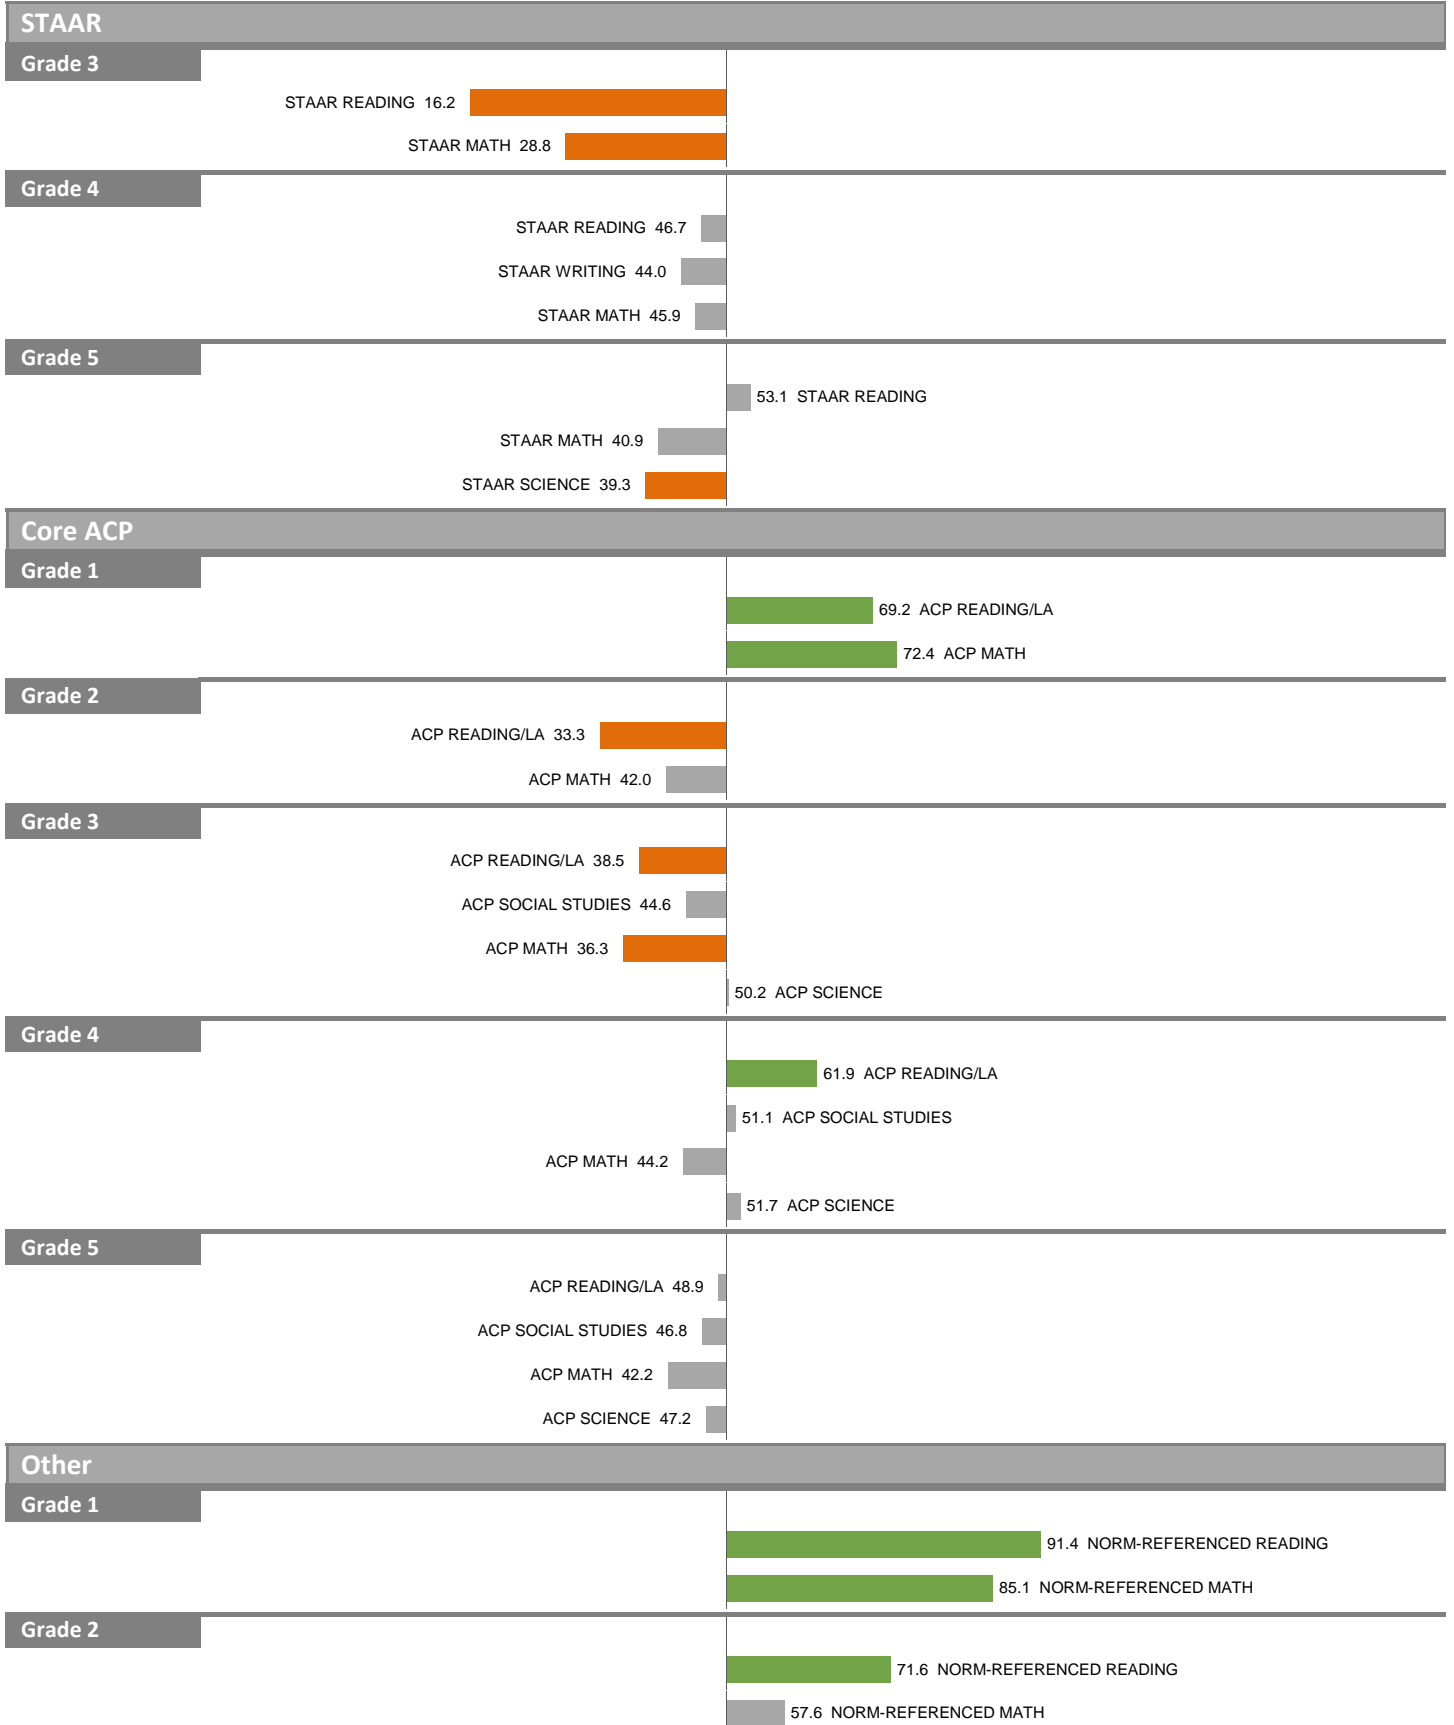 STAAR
Grade 3
STAAR READING 16.2
STAAR MATH 28.8
Grade 4
STAAR READING 46.7
STAAR WRITING 44.0
STAAR MATH 45.9
Grade 5
53.1 STAAR READING
STAAR MATH 40.9
STAAR SCIENCE 39.3
Core ACP
Grade 1
69.2 ACP READING/LA
72.4 ACP MATH
Grade 2
ACP READING/LA 33.3
ACP MATH 42.0
Grade 3
ACP READING/LA 38.5
ACP SOCIAL STUDIES 44.6
ACP MATH 36.3
50.2 ACP SCIENCE
Grade 4
61.9 ACP READING/LA
51.1 ACP SOCIAL STUDIES
ACP MATH 44.2
51.7 ACP SCIENCE
Grade 5
ACP READING/LA 48.9
ACP SOCIAL STUDIES 46.8
ACP MATH 42.2
ACP SCIENCE 47.2
Other
Grade 1
91.4 NORM-REFERENCED READING
85.1 NORM-REFERENCED MATH
Grade 2
71.6 NORM-REFERENCED READING
57.6 NORM-REFERENCED MATH